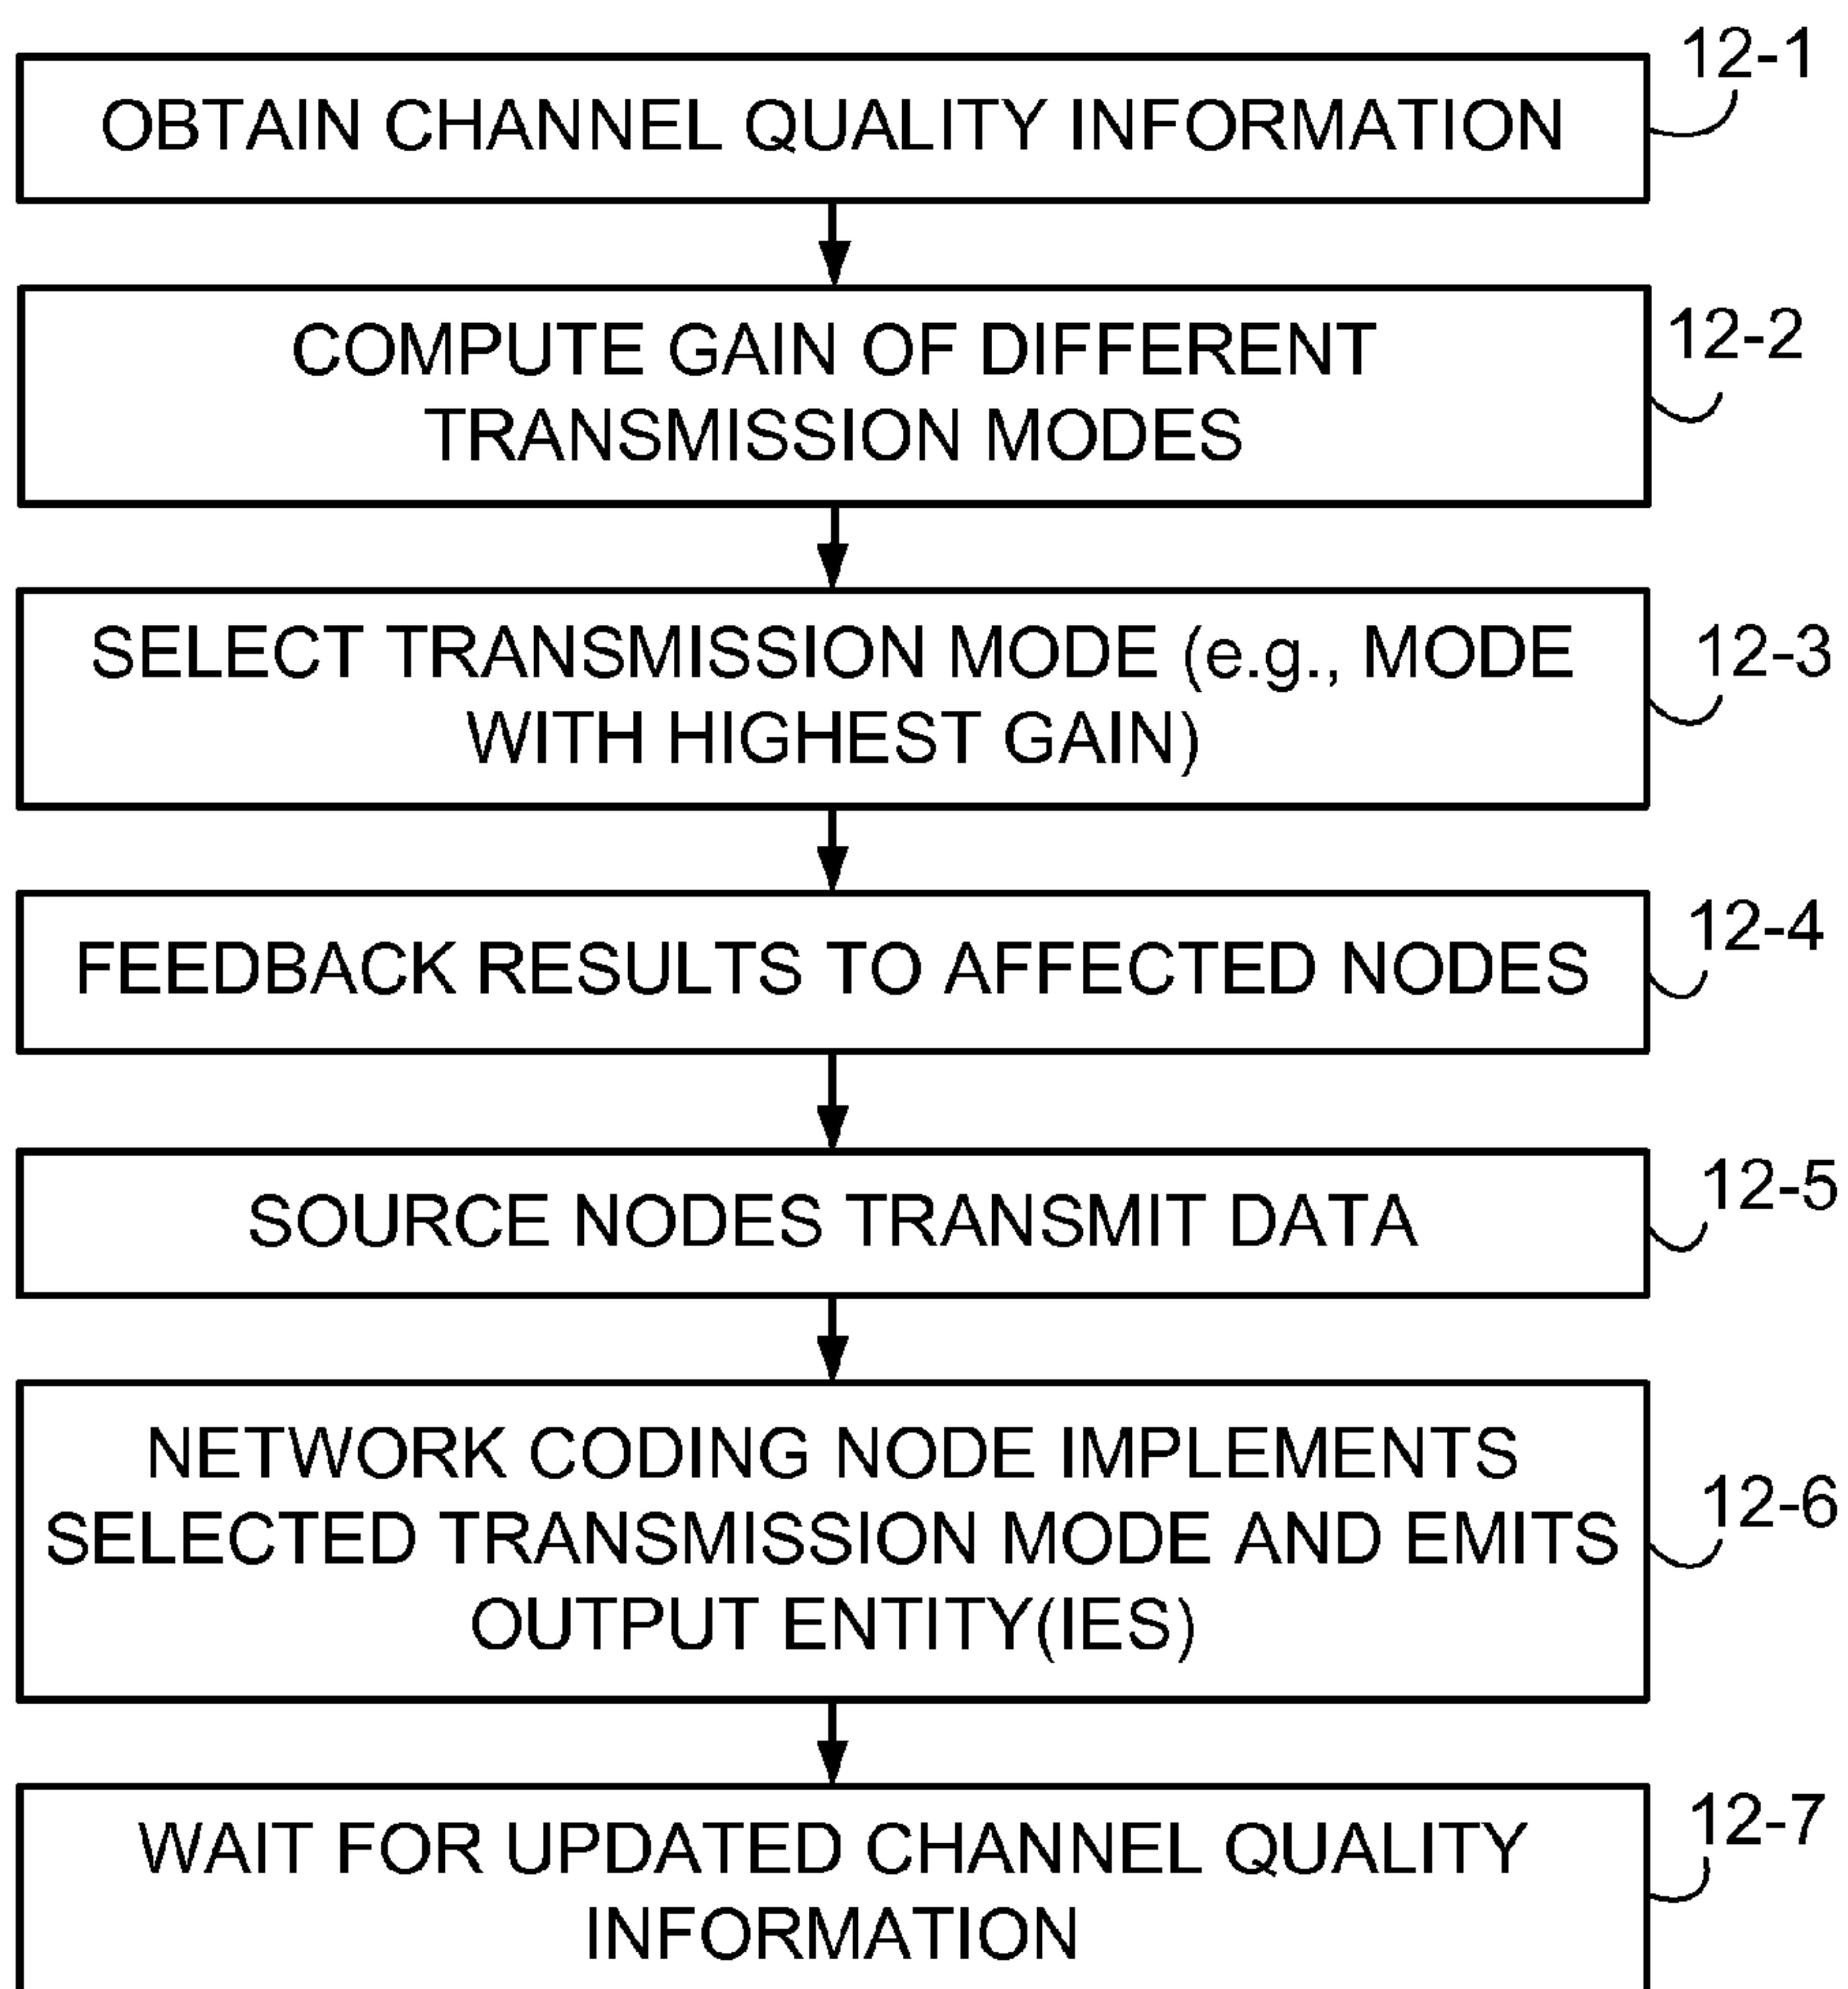 12-1
OBTAIN CHANNEL QUALITY INFORMATION
COMPUTE GAIN OF DIFFERENT
TRANSMISSION MODES
12-2
SELECT TRANSMISSION MODE (e.g., MODE
WITH HIGHEST GAIN)
12-3
FEEDBACK RESULTS TO AFFECTED NODES
12-4
SOURCE NODES TRANSMIT DATA
12-5
NETWORK CODING NODE IMPLEMENTS
SELECTED TRANSMISSION MODE AND EMITS
OUTPUT ENTITY(IES)
12-6
WAIT FOR UPDATED CHANNEL QUALITY
INFORMATION
12-7